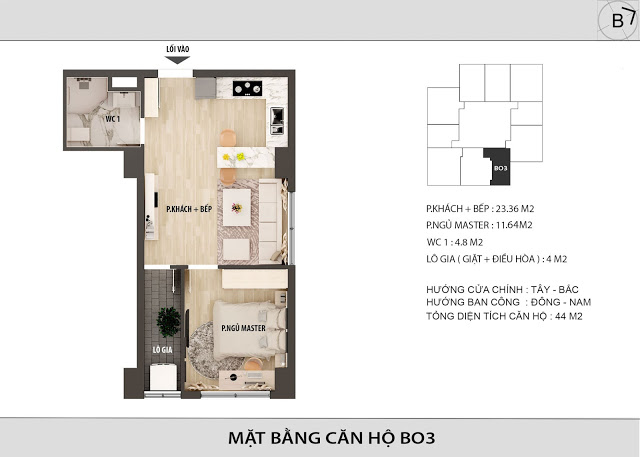 B
LỐI VÀO
WC 1
P.KHÁCH + BẾP
P.NGỦ MASTER
LÔ GIA
BO3
P.KHÁCH + BẾP : 23.36 M2
P.NGỦ MASTER : 11.64M2
WC 1 : 4.8 M2
LÔ GIA ( GIẶT + ĐIỀU HÒA ) : 4 M2
HƯỚNG CỬA CHÍNH : TÂY - BẮC
HƯỚNG BAN CÔNG : ĐÔNG - NAM
TỔNG DIỆN TÍCH CĂN HỘ : 44 M2
MẶT BẰNG CĂN HỘ BO3